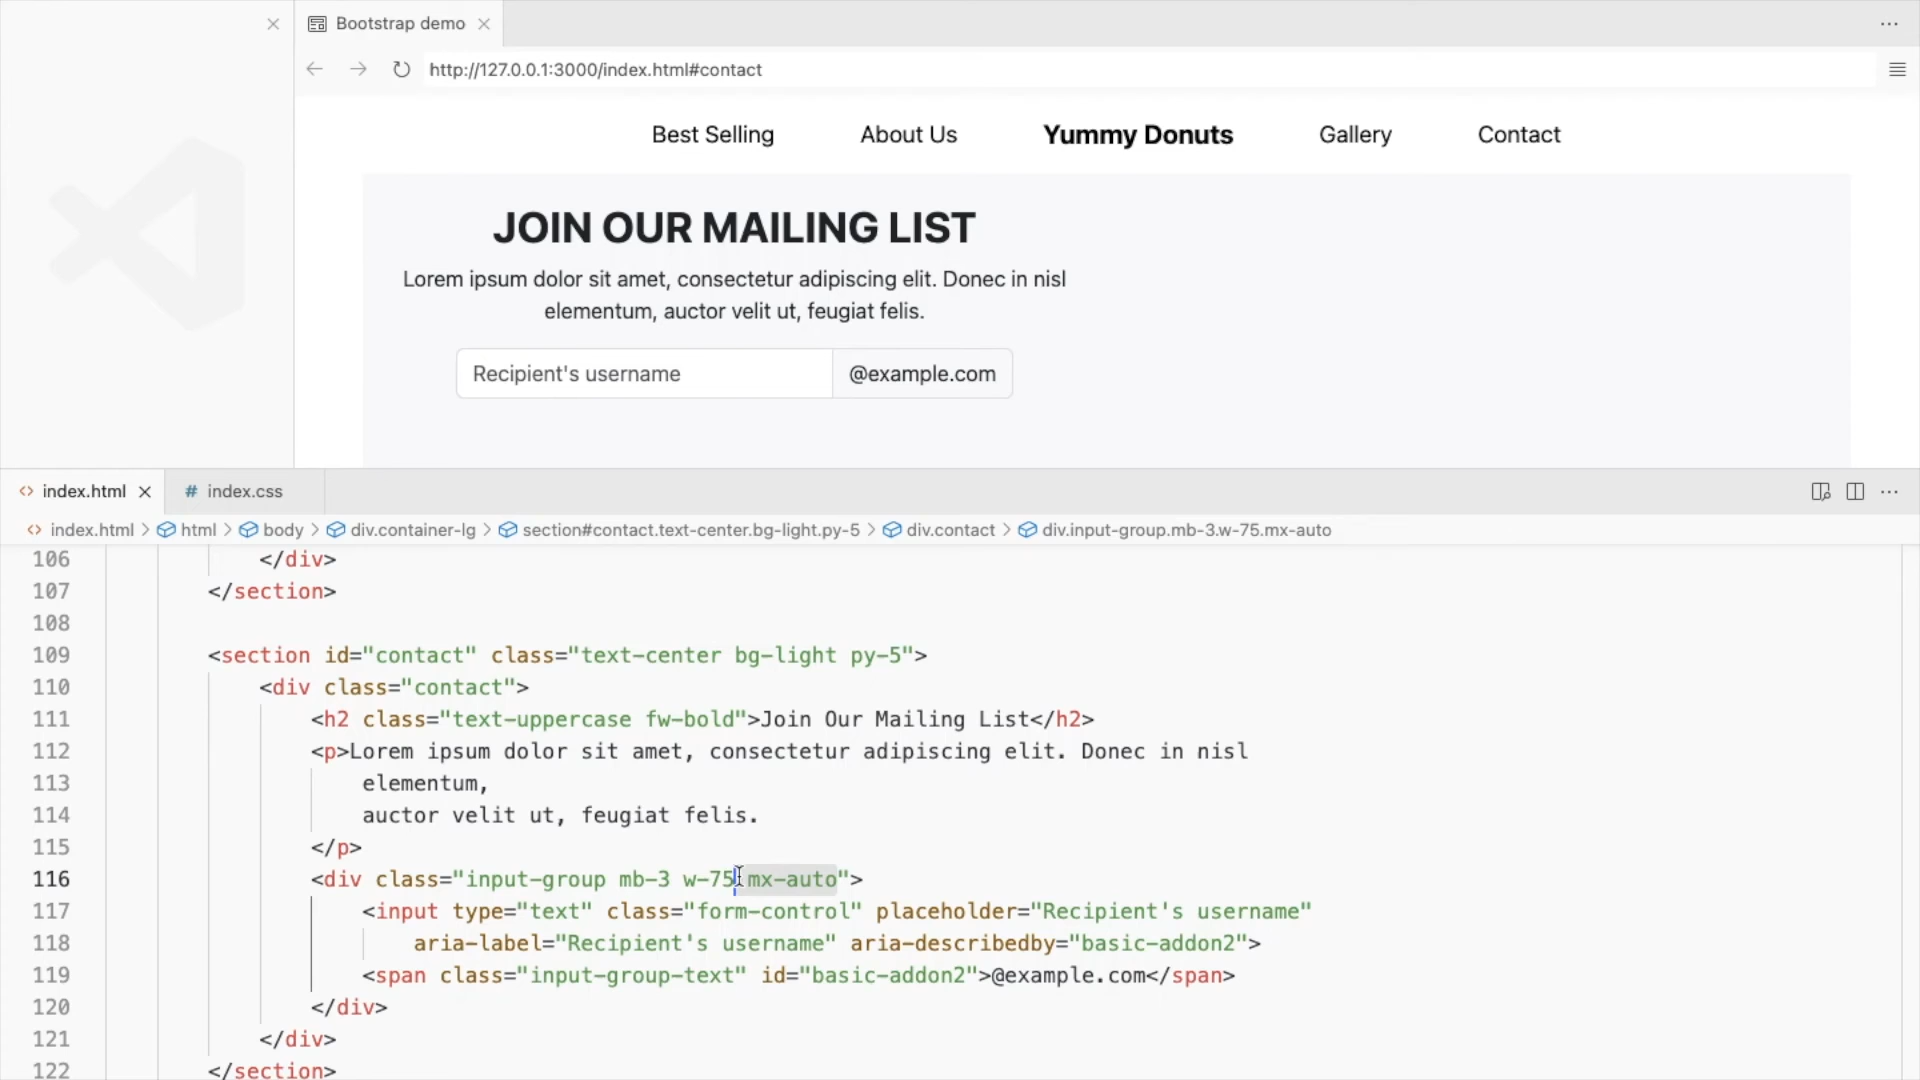 Bootstrap demo
http://127.0.0.1:3000/index.html#contact
Best Selling About Us Yummy Donuts Gallery Contact
JOIN OUR MAILING LIST
Lorem ipsum dolor sit amet, consectetur adipiscing elit. Donec in nisl
elementum, auctor velit ut, feugiat felis.
Recipient's username @example.com
index.html # index.css
index.html > html > body > div.container-lg > section#contact.text-center.bg-light.py-5 > div.contact > div.input-group.mb-3.w-75.mx-auto
106 </div>
107 </section>
108
109 <section id="contact" class="text-center bg-light py-5">
110 <div class="contact">
111 <h2 class="text-uppercase fw-bold">Join Our Mailing List</h2>
112 <p>Lorem ipsum dolor sit amet, consectetur adipiscing elit. Donec in nisl
113 elementum,
114 auctor velit ut, feugiat felis.
115 </p>
116 <div class="input-group mb-3 w-75 mx-auto">
117 <input type="text" class="form-control" placeholder="Recipient's username"
118 aria-label="Recipient's username" aria-describedby="basic-addon2">
119 <span class="input-group-text" id="basic-addon2">@example.com</span>
120 </div>
121 </div>
122 </section>